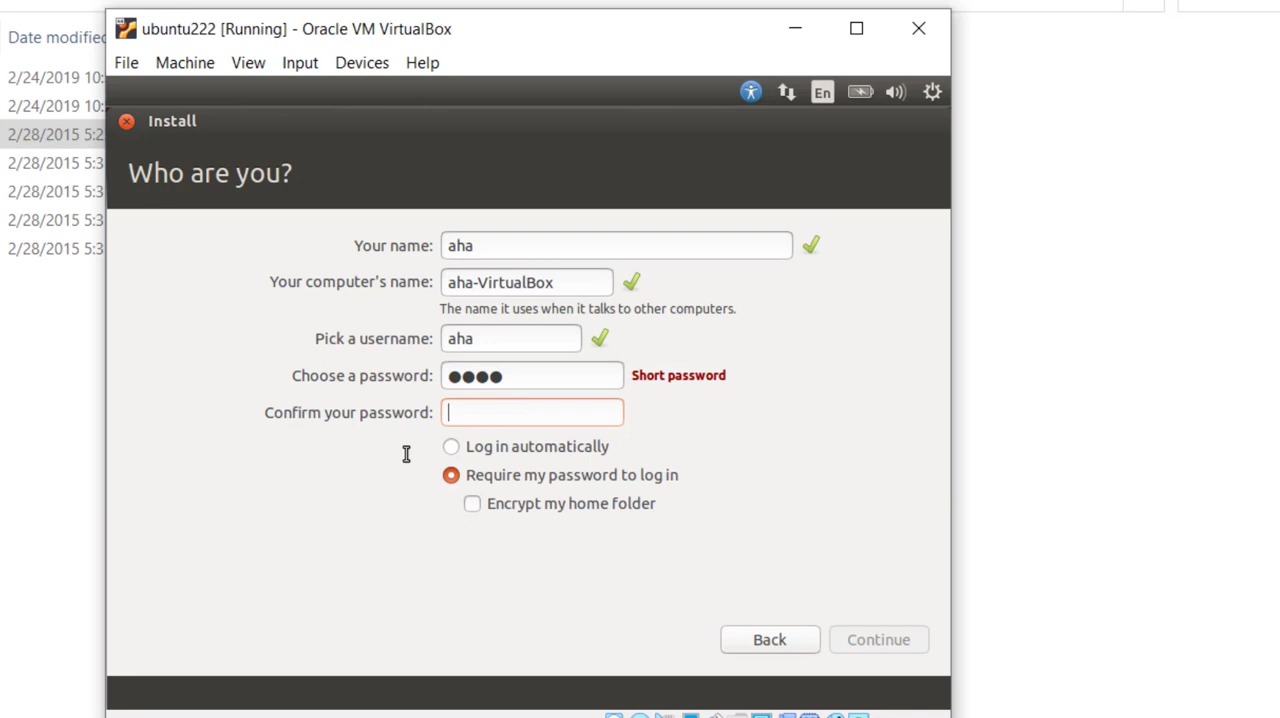 Date modified
2/24/2019 10:
2/24/2019 10:
2/28/2015 5:2
2/28/2015 5:3
2/28/2015 5:3
2/28/2015 5:3
2/28/2015 5:3
ubuntu222 [Running] - Oracle VM VirtualBox
File Machine View Input Devices Help
En
Install
Who are you?
Your name: aha
Your computer's name: aha-VirtualBox
The name it uses when it talks to other computers.
Pick a username: aha
Choose a password: ●●●● Short password
Confirm your password:
Log in automatically
Require my password to log in
Encrypt my home folder
Back Continue